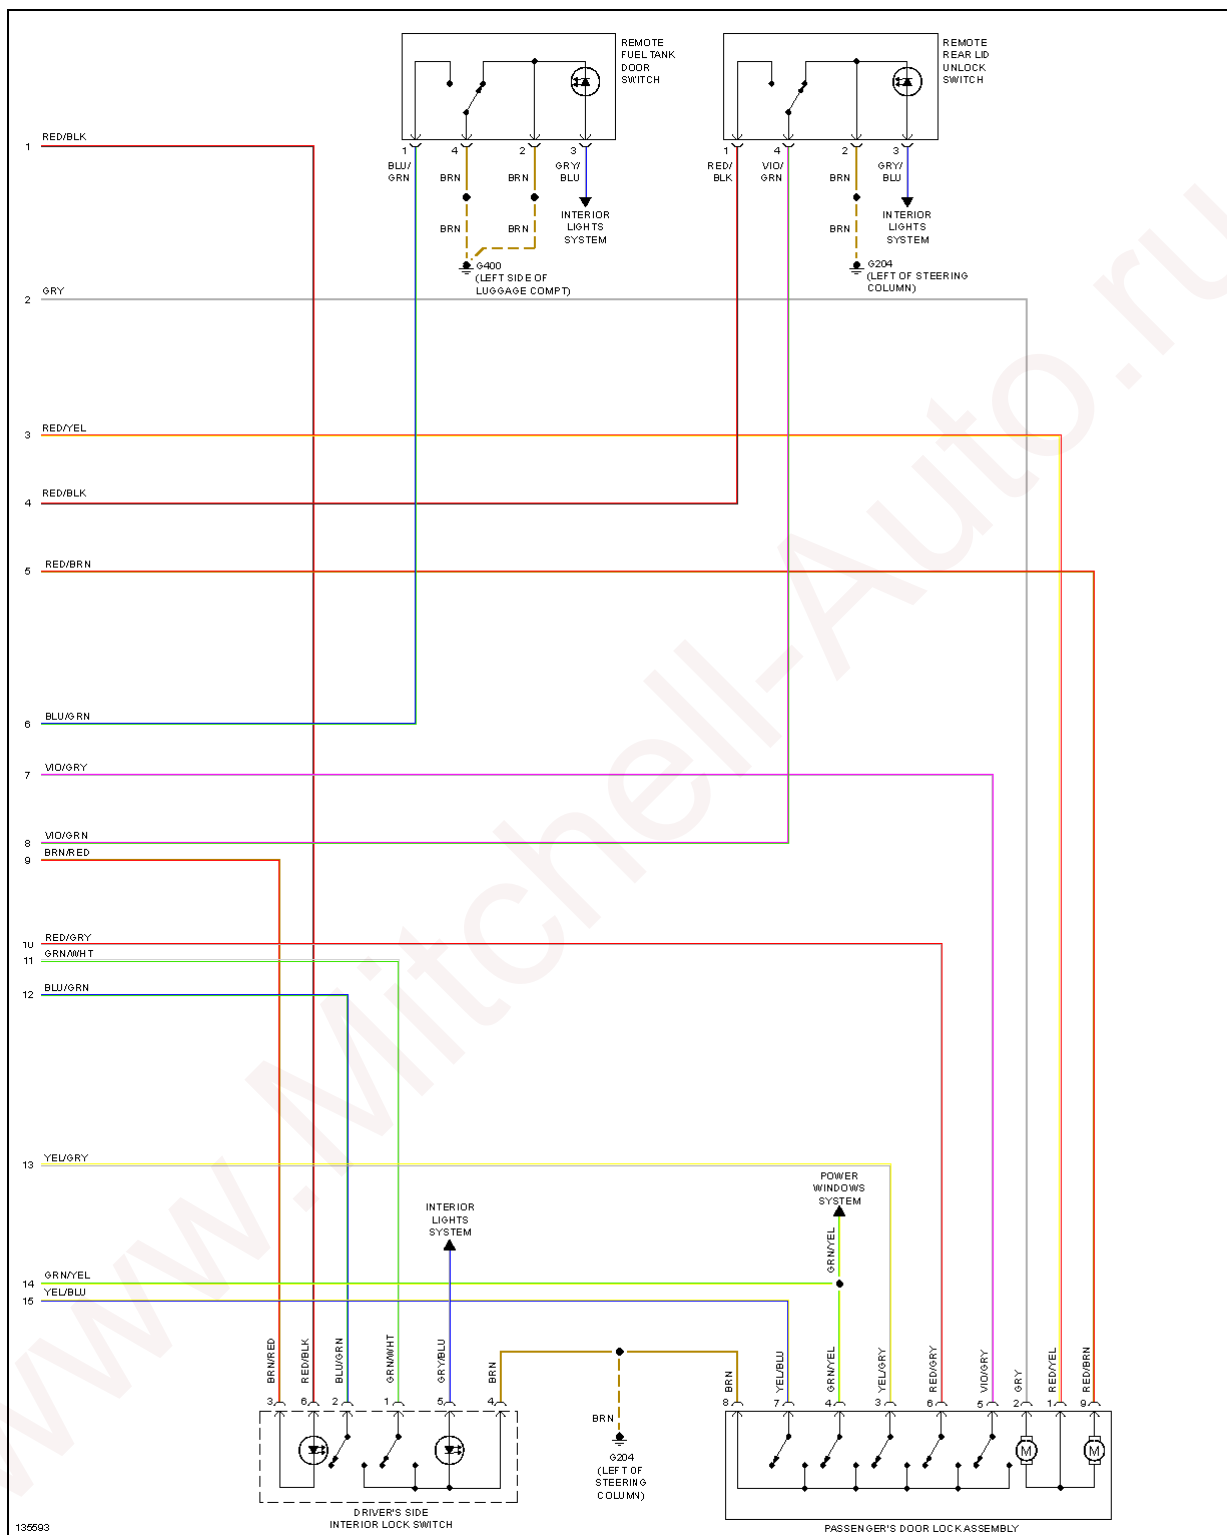 REMOTE
FUEL TANK
DOOR
SWITCH
REMOTE
REAR LID
UNLOCK
SWITCH
1 RED/BLK
1 4 2 3
BLU/
GRN
BRN
BRN
GRY/
BLU
1 4 2 3
RED/
BLK
VIO/
GRN
BRN
GRY/
BLU
BRN
BRN
INTERIOR
LIGHTS
SYSTEM
BRN
INTERIOR
LIGHTS
SYSTEM
G400
(LEFT SIDE OF
LUGGAGE COMPT)
G204
(LEFT OF STEERING
COLUMN)
2 GRY
3 RED/YEL
4 RED/BLK
5 RED/BRN
6 BLU/GRN
7 VIO/GRY
8 VIO/GRN
9 BRN/RED
10 RED/GRY
11 GRN/WHT
12 BLU/GRN
13 YEL/GRY
POWER
WINDOWS
SYSTEM
INTERIOR
LIGHTS
SYSTEM
GRN/YEL
14 GRN/YEL
15 YEL/BLU
BRN/RED
RED/BLK
BLU/GRN
GRN/WHT
GRY/BLU
BRN
BRN
YEL/BLU
GRN/YEL
YEL/GRY
RED/GRY
VIO/GRY
GRY
RED/YEL
RED/BRN
3 6 2 1 5 4
8 7 4 3 6 5 2 1 9
BRN
M M
G204
(LEFT OF
STEERING
COLUMN)
DRIVER'S SIDE
INTERIOR LOCK SWITCH
PASSENGER'S DOOR LOCK ASSEMBLY
135593
www.Mitchell-Auto.ru